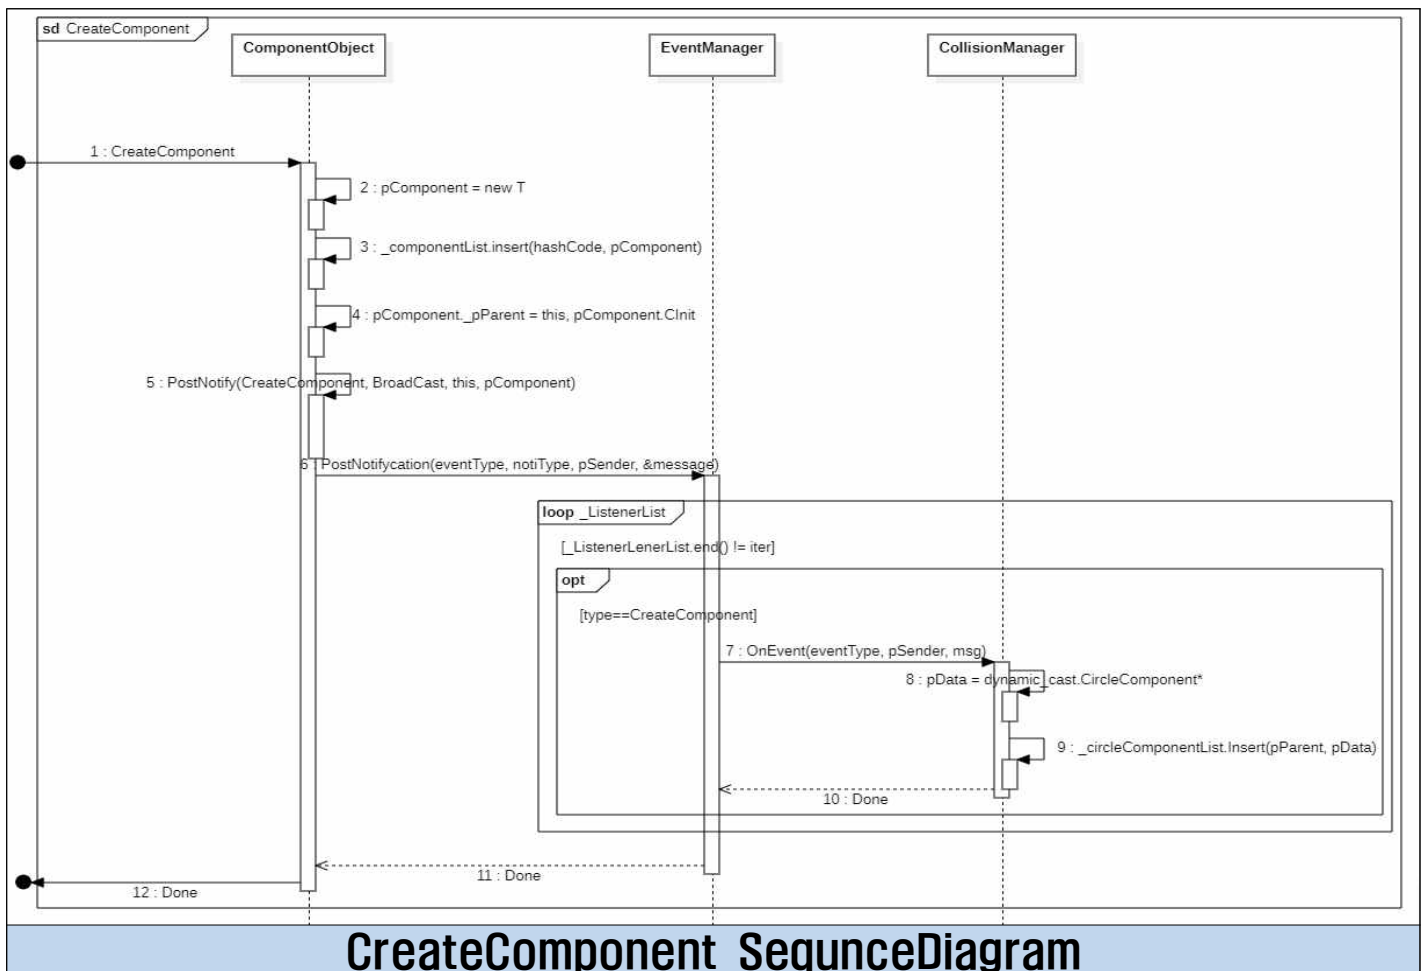 sd CreateComponent
ComponentObject
EventManager
CollisionManager
1 : CreateComponent
2 : pComponent = new T
3 : _componentList.insert(hashCode, pComponent)
4 : pComponent._pParent = this, pComponent.CInit
5 : PostNotify(CreateComponent, BroadCast, this, pComponent)
6 : PostNotifycation(eventType, notiType, pSender, &message)
loop _ListenerList
[_ListenerLenerList.end() != iter]
opt
[type==CreateComponent]
7 : OnEvent(eventType, pSender, msg)
8 : pData = dynamic_cast.CircleComponent*
9 : _circleComponentList.Insert(pParent, pData)
10 : Done
11 : Done
12 : Done
CreateComponent SequnceDiagram